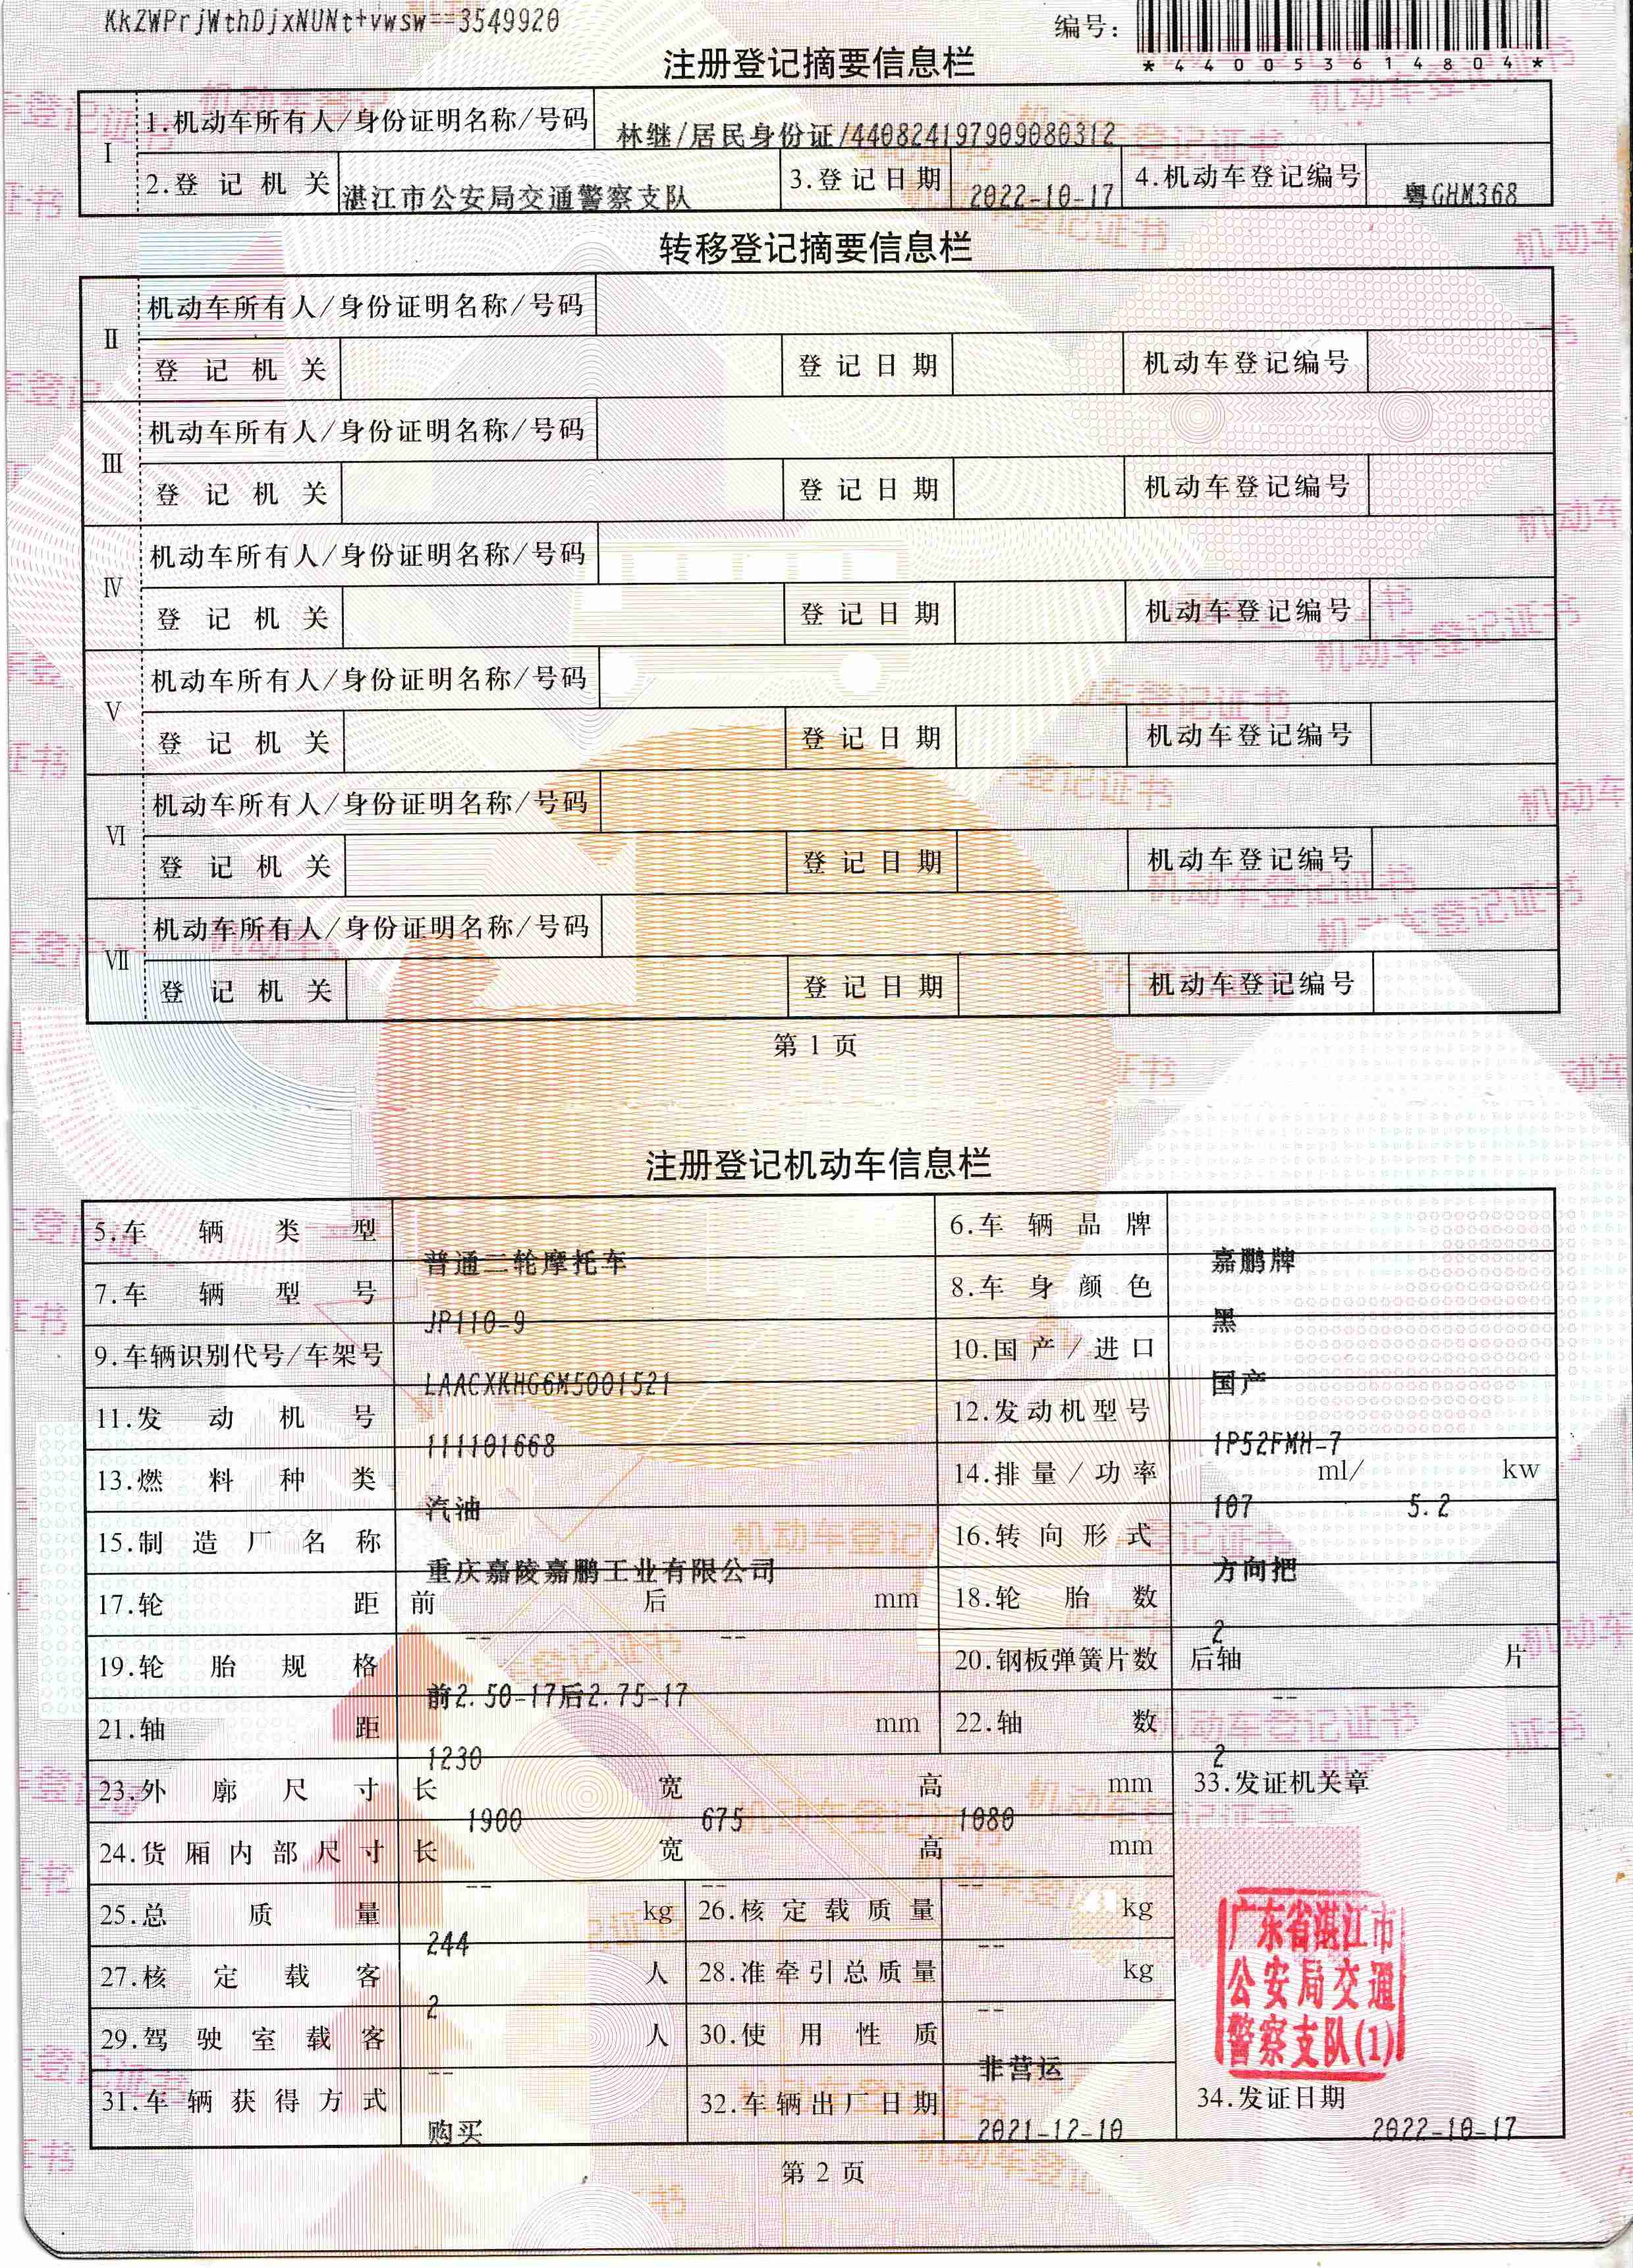 KkZWPrjWthDjxNUNt+vwsw==3549920
编号:
*440053614804*
注册登记摘要信息栏
I
1.机动车所有人/身份证明名称/号码 林继/居民身份证/440824197909080312
2.登记机关 湛江市公安局交通警察支队 3.登记日期 2022-10-17 4.机动车登记编号 粤GHM368
转移登记摘要信息栏
II
机动车所有人/身份证明名称/号码
登记机关 登记日期 机动车登记编号
III
机动车所有人/身份证明名称/号码
登记机关 登记日期 机动车登记编号
IV
机动车所有人/身份证明名称/号码
登记机关 登记日期 机动车登记编号
V
机动车所有人/身份证明名称/号码
登记机关 登记日期 机动车登记编号
VI
机动车所有人/身份证明名称/号码
登记机关 登记日期 机动车登记编号
VII
机动车所有人/身份证明名称/号码
登记机关 登记日期 机动车登记编号
第 1 页
注册登记机动车信息栏
5.车辆类型 普通二轮摩托车 6.车辆品牌 嘉鹏牌
7.车辆型号 JP110-9 8.车身颜色 黑
9.车辆识别代号/车架号 LAACXKHG6M5001521 10.国产/进口 国产
11.发动机号 111101668 12.发动机型号 1P52FMH-7
13.燃料种类 汽油 14.排量/功率 107 ml/ 5.2 kw
15.制造厂名称 重庆嘉陵嘉鹏工业有限公司 16.转向形式 方向把
17.轮距 前 -- 后 -- mm 18.轮胎数 2
19.轮胎规格 前2.50-17后2.75-17 20.钢板弹簧片数 后轴 -- 片
21.轴距 1230 mm 22.轴数 2
23.外廓尺寸 长 1900 宽 675 高 1080 mm 33.发证机关章
24.货厢内部尺寸 长 -- 宽 -- 高 -- mm
25.总质量 244 kg 26.核定载质量 -- kg
27.核定载客 2 人 28.准牵引总质量 -- kg
29.驾驶室载客 -- 人 30.使用性质 非营运
31.车辆获得方式 购买 32.车辆出厂日期 2021-12-10 34.发证日期 2022-10-17
广东省湛江市
公安局交通
警察支队(1)
第 2 页